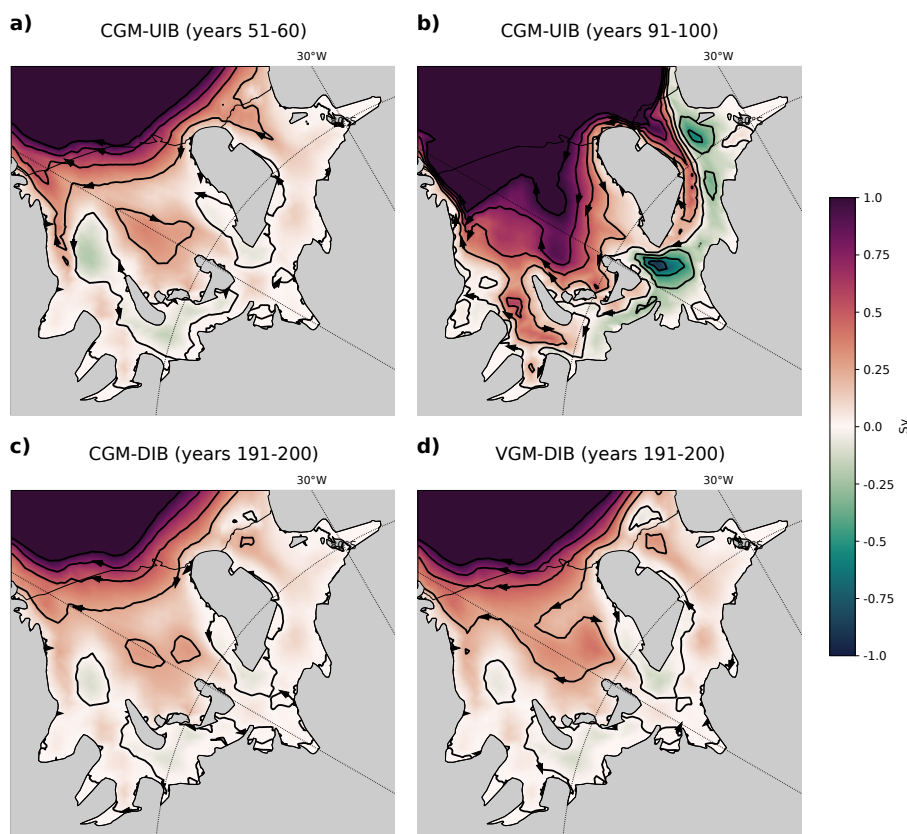 a)
CGM-UIB (years 51-60)
30°W
b)
CGM-UIB (years 91-100)
30°W
1.0
0.75
0.5
0.25
0.0
-0.25
-0.5
-0.75
-1.0
Sv
c)
CGM-DIB (years 191-200)
30°W
d)
VGM-DIB (years 191-200)
30°W